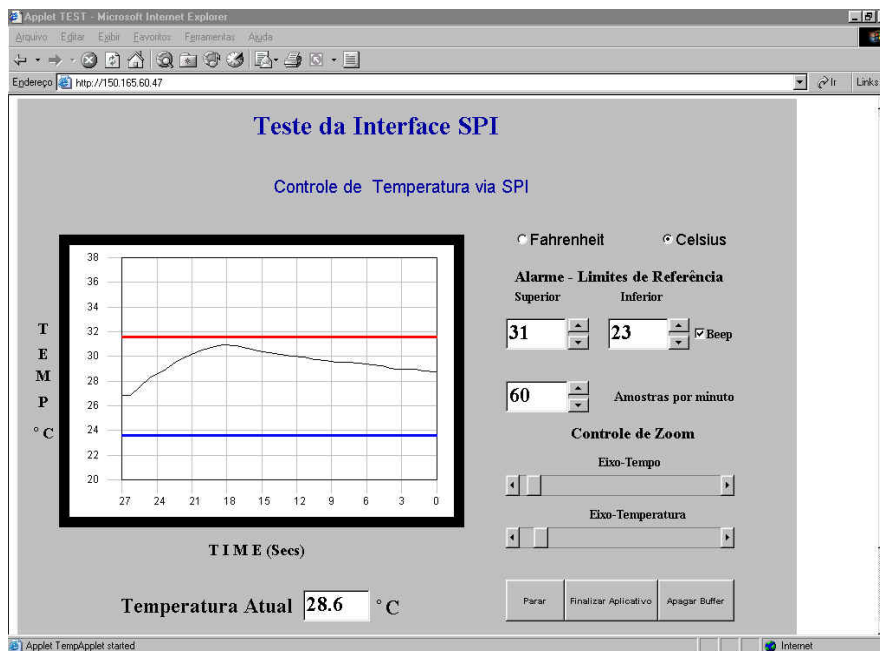 Applet TEST - Microsoft Internet Explorer
Arquivo Editar Exibir Favoritos Ferramentas Ajuda
Endereço http://150.165.60.47 Ir Links
Teste da Interface SPI
Controle de Temperatura via SPI
Fahrenheit Celsius
Alarme - Limites de Referência
Superior Inferior
31 23 Beep
60 Amostras por minuto
Controle de Zoom
Eixo-Tempo
Eixo-Temperatura
Parar Finalizar Aplicativo Apagar Buffer
TEMP °C
38
36
34
32
30
28
26
24
22
20
27 24 21 18 15 12 9 6 3 0
TIME (Secs)
Temperatura Atual 28.6 °C
Applet TempApplet started Internet